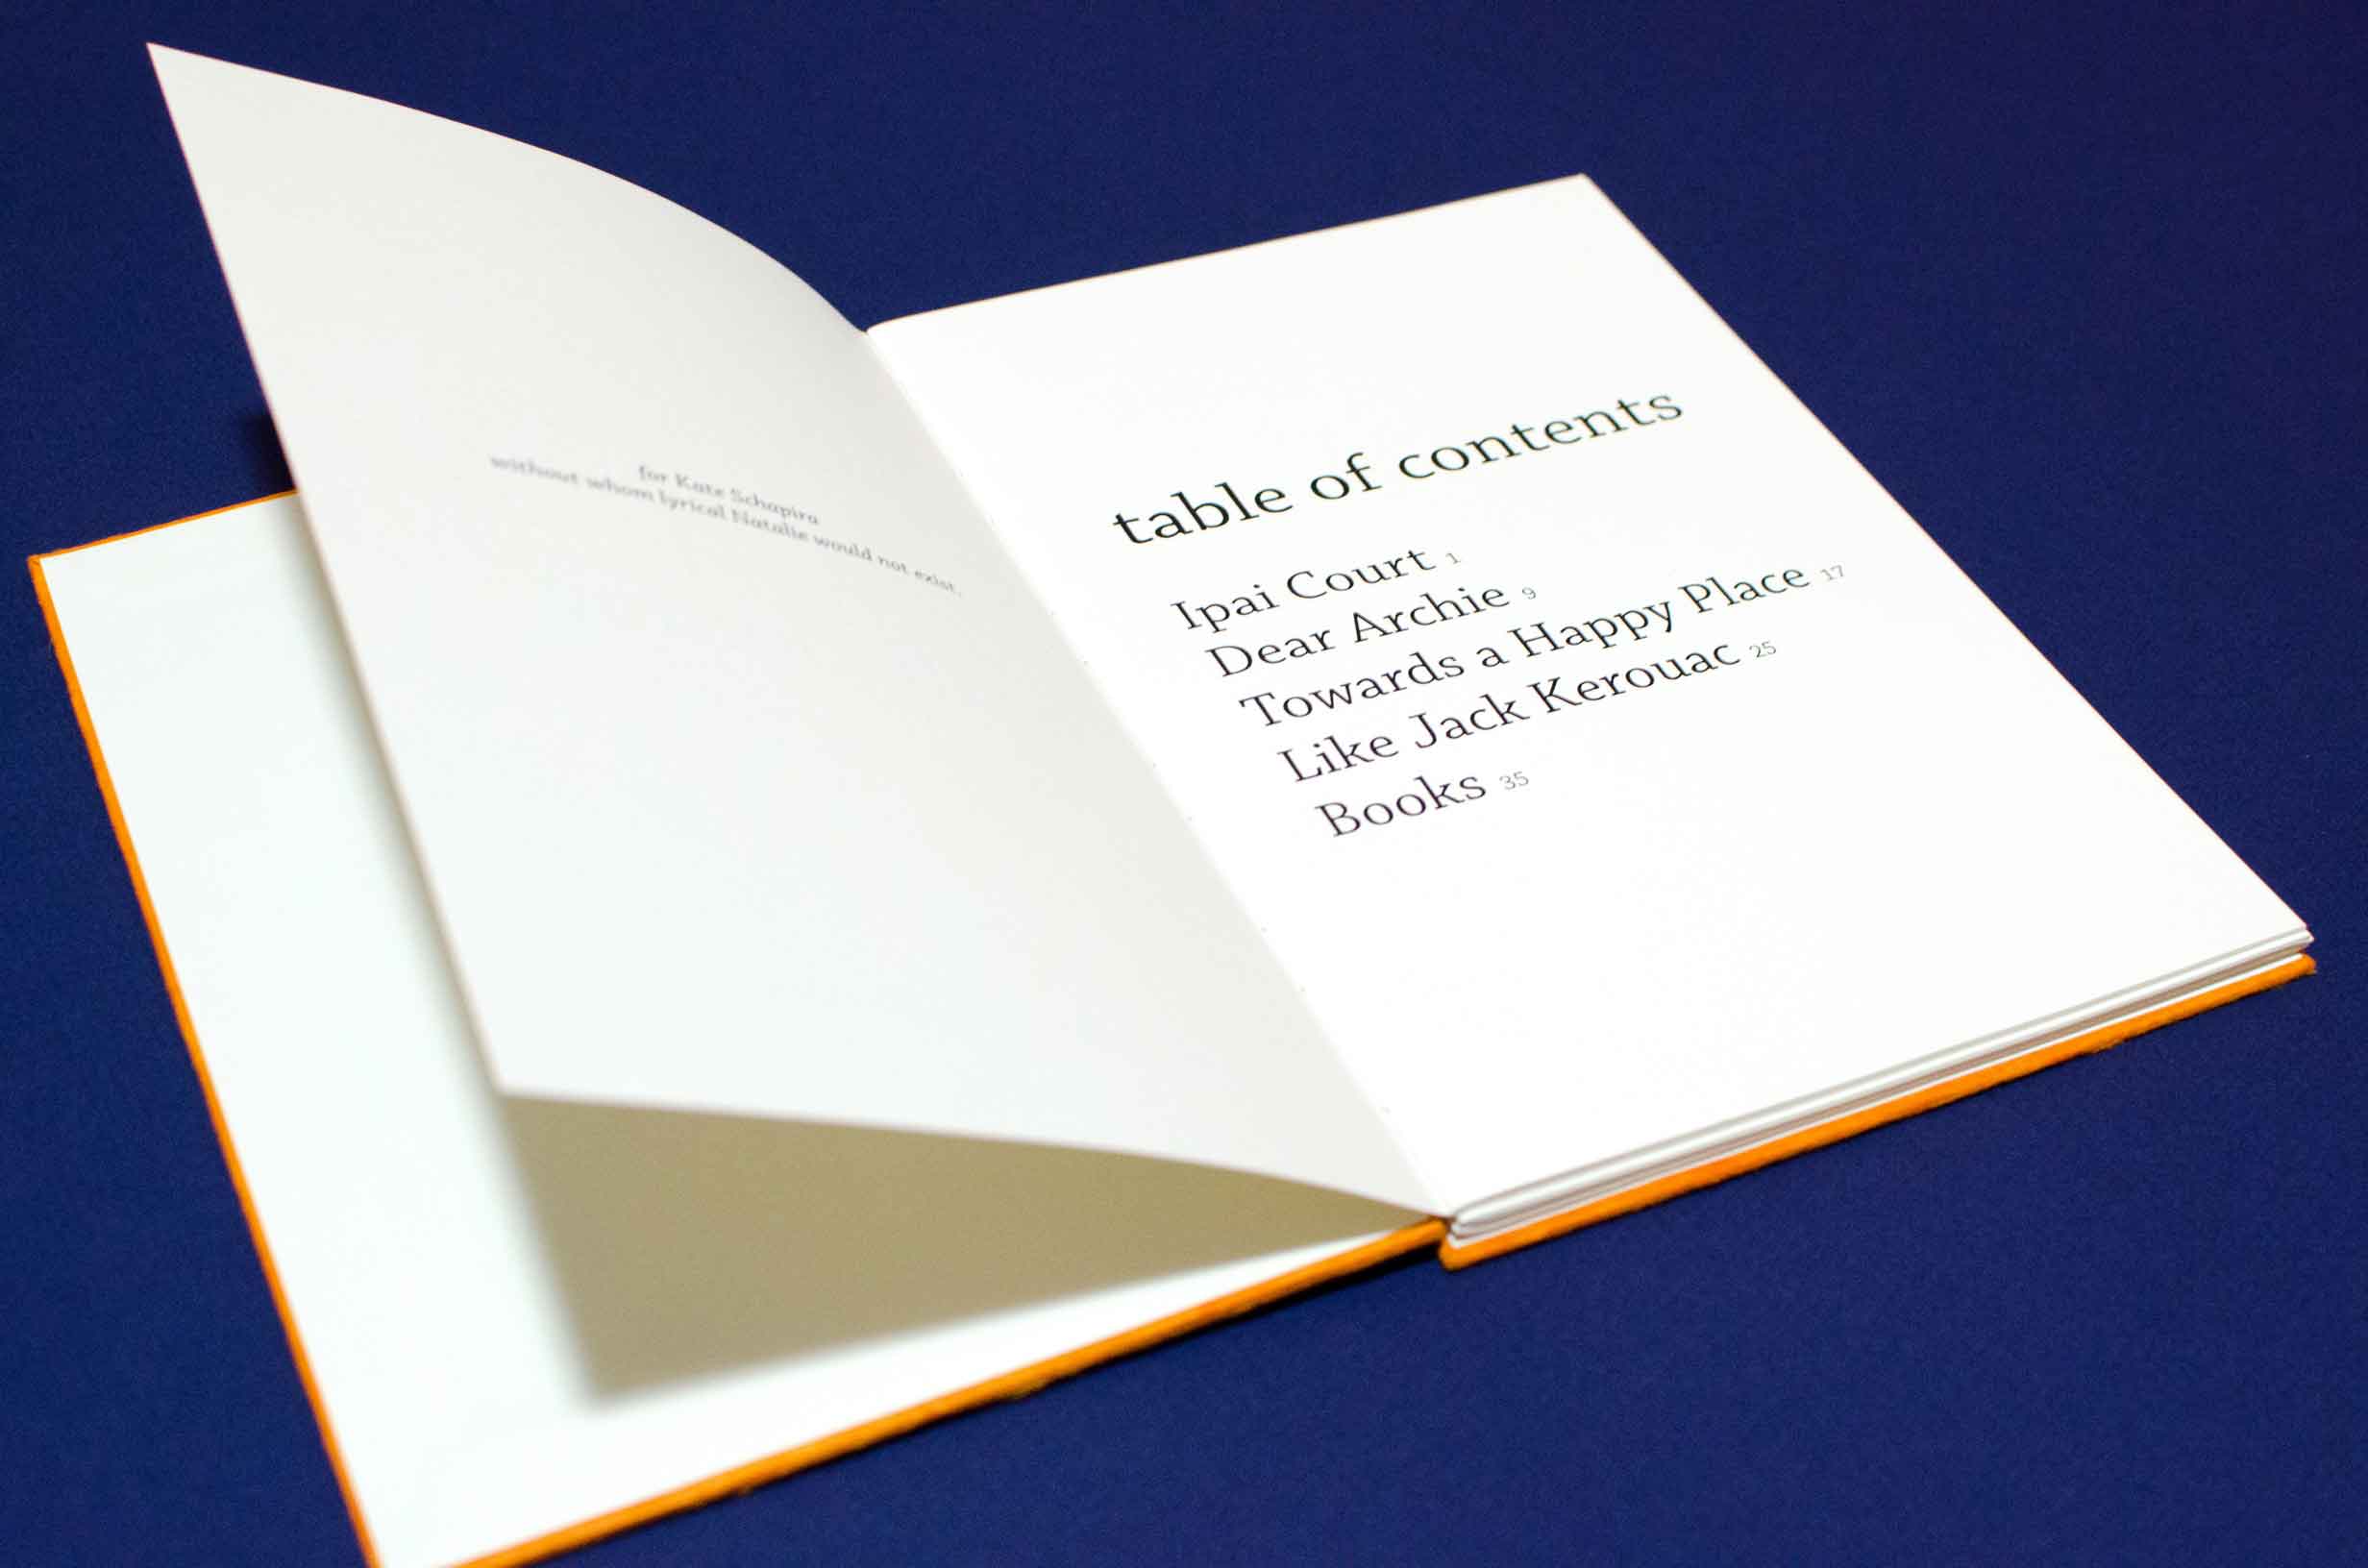 for Kate Schapira
without whom lyrical Natalie would not exist.
table of contents
Ipai Court 1
Dear Archie 9
Towards a Happy Place 17
Like Jack Kerouac 25
Books 35